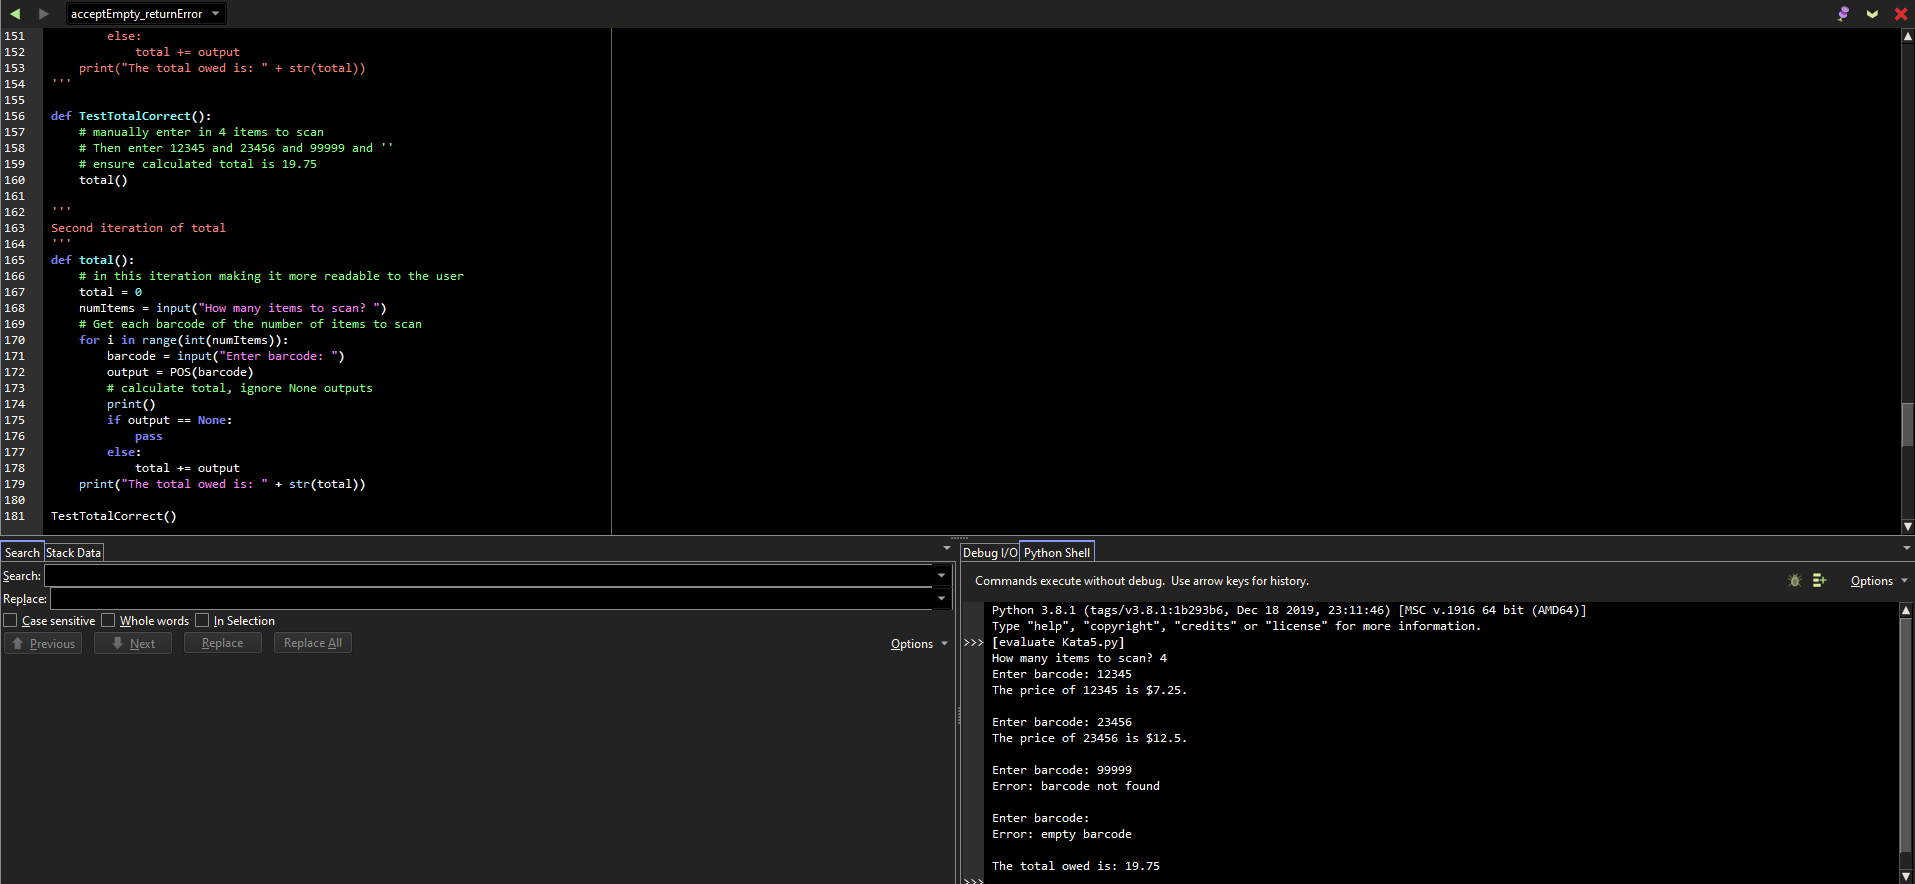 acceptEmpty_returnError
151         else:
152             total += output
153     print("The total owed is: " + str(total))
154 '''
155
156 def TestTotalCorrect():
157     # manually enter in 4 items to scan
158     # Then enter 12345 and 23456 and 99999 and ''
159     # ensure calculated total is 19.75
160     total()
161
162 '''
163 Second iteration of total
164 '''
165 def total():
166     # in this iteration making it more readable to the user
167     total = 0
168     numItems = input("How many items to scan? ")
169     # Get each barcode of the number of items to scan
170     for i in range(int(numItems)):
171         barcode = input("Enter barcode: ")
172         output = POS(barcode)
173         # calculate total, ignore None outputs
174         print()
175         if output == None:
176             pass
177         else:
178             total += output
179     print("The total owed is: " + str(total))
180
181 TestTotalCorrect()
Search Stack Data
Search:
Replace:
Case sensitive Whole words In Selection
Previous Next Replace Replace All Options
Debug I/O Python Shell
Commands execute without debug.  Use arrow keys for history.
Options
Python 3.8.1 (tags/v3.8.1:1b293b6, Dec 18 2019, 23:11:46) [MSC v.1916 64 bit (AMD64)]
Type "help", "copyright", "credits" or "license" for more information.
>>> [evaluate Kata5.py]
How many items to scan? 4
Enter barcode: 12345
The price of 12345 is $7.25.

Enter barcode: 23456
The price of 23456 is $12.5.

Enter barcode: 99999
Error: barcode not found

Enter barcode:
Error: empty barcode

The total owed is: 19.75
>>>